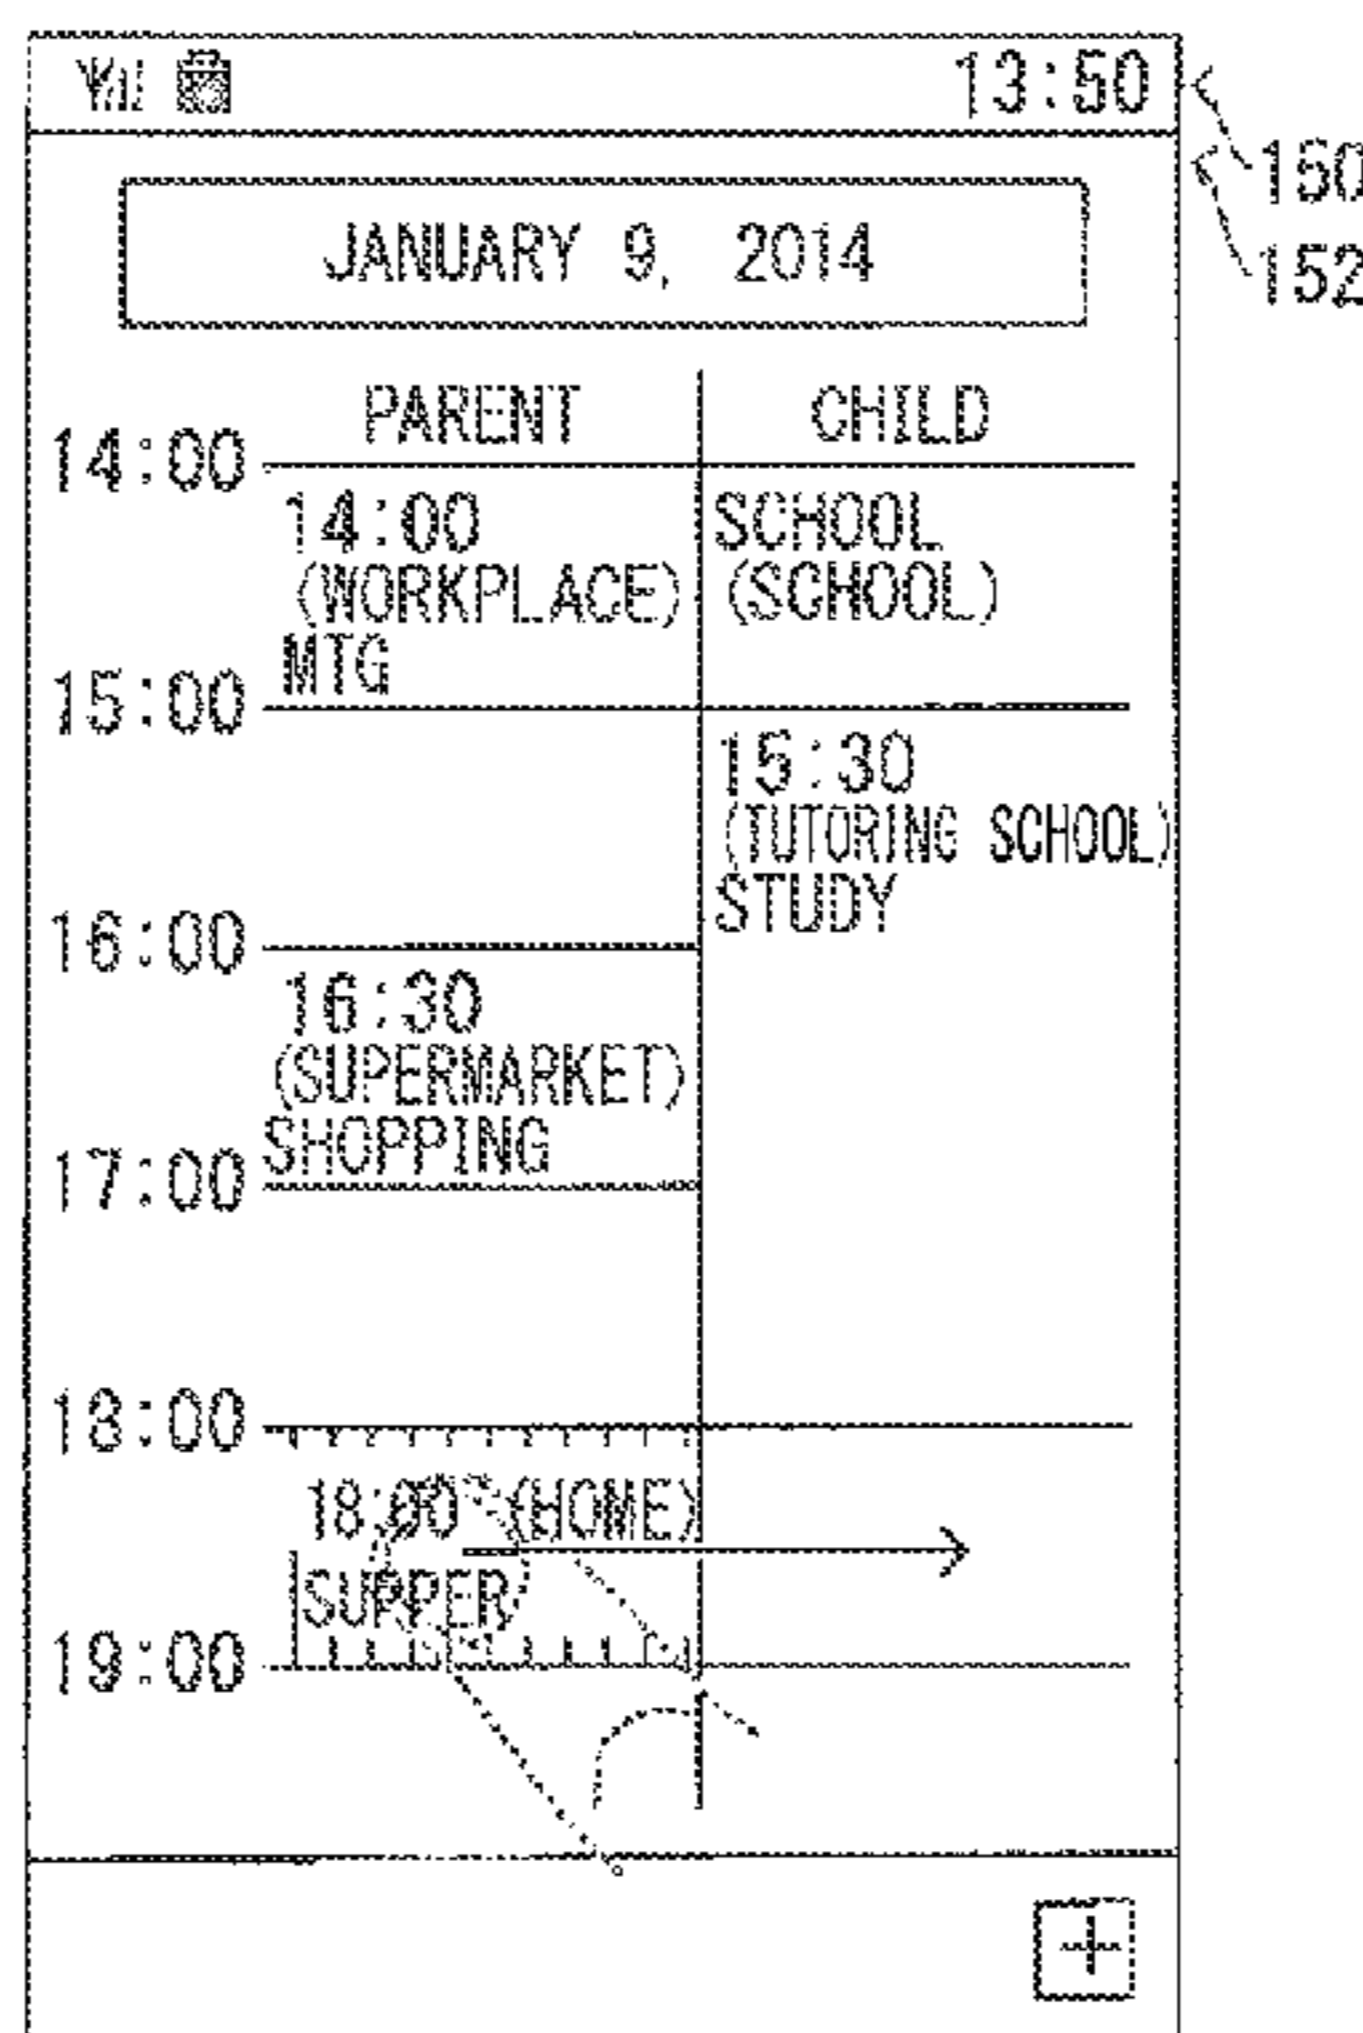 13:50
150
152
JANUARY 9, 2014
PARENT CHILD
14:00
14:00 SCHOOL
(WORKPLACE) (SCHOOL)
MTG
15:00
15:30
(TUTORING SCHOOL)
STUDY
16:00
16:30
(SUPERMARKET)
SHOPPING
17:00
18:00
18:00 (HOME)
SUPPER
19:00
+